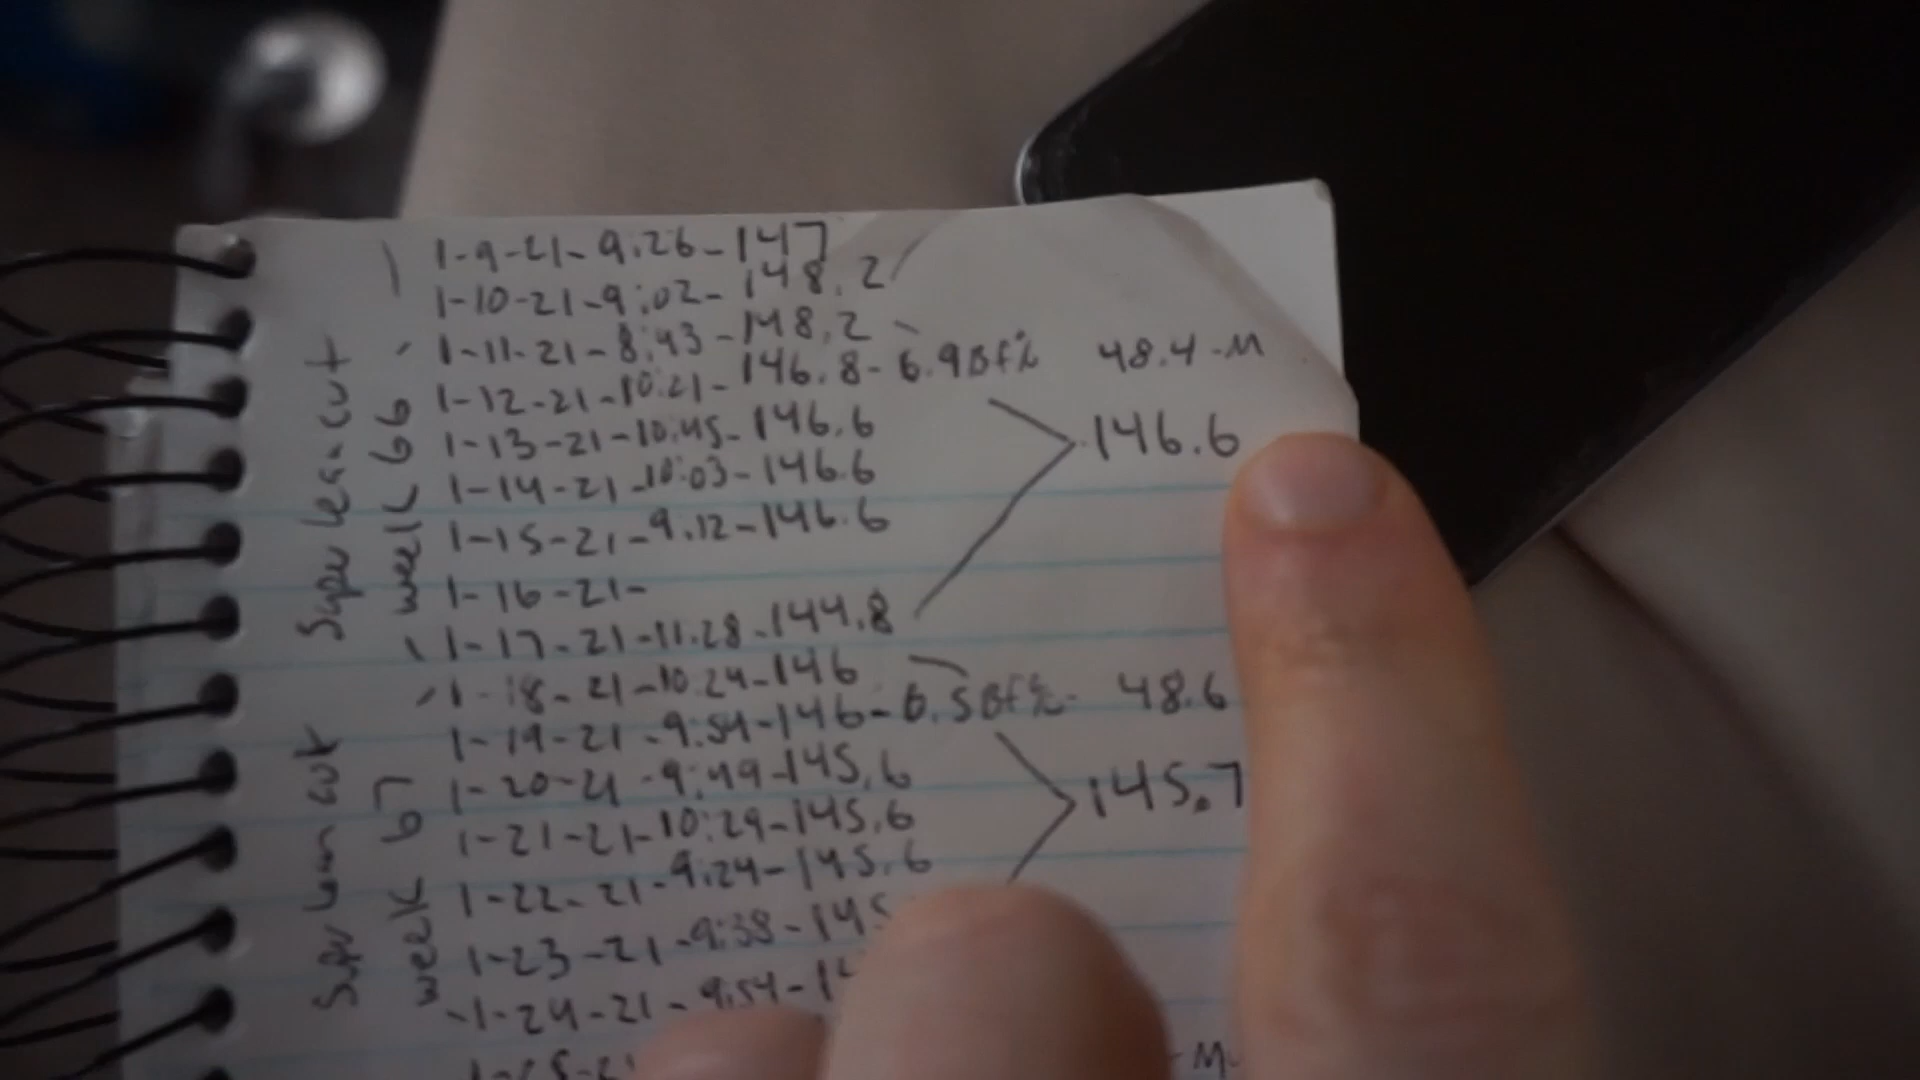 1-9-21-9:26-147
1-10-21-9:02-148.2
1-11-21-8:43-148.2
1-12-21-10:21-146.8-6.9Bf% 48.4-M
1-13-21-10:45-146.6
146.6
1-14-21-10:03-146.6
1-15-21-9:12-146.6
1-16-21-
1-17-21-11:28-144.8
Super lean cut
week 66
1-18-21-10:24-146
1-19-21-9:54-146-6.5Bf%- 48.6
1-20-21-9:49-145.6
145.7
1-21-21-10:29-145.6
1-22-21-9:24-145.6
1-23-21-9:38-145
1-24-21-9:54-14
Super lean cut
week 67
-M-